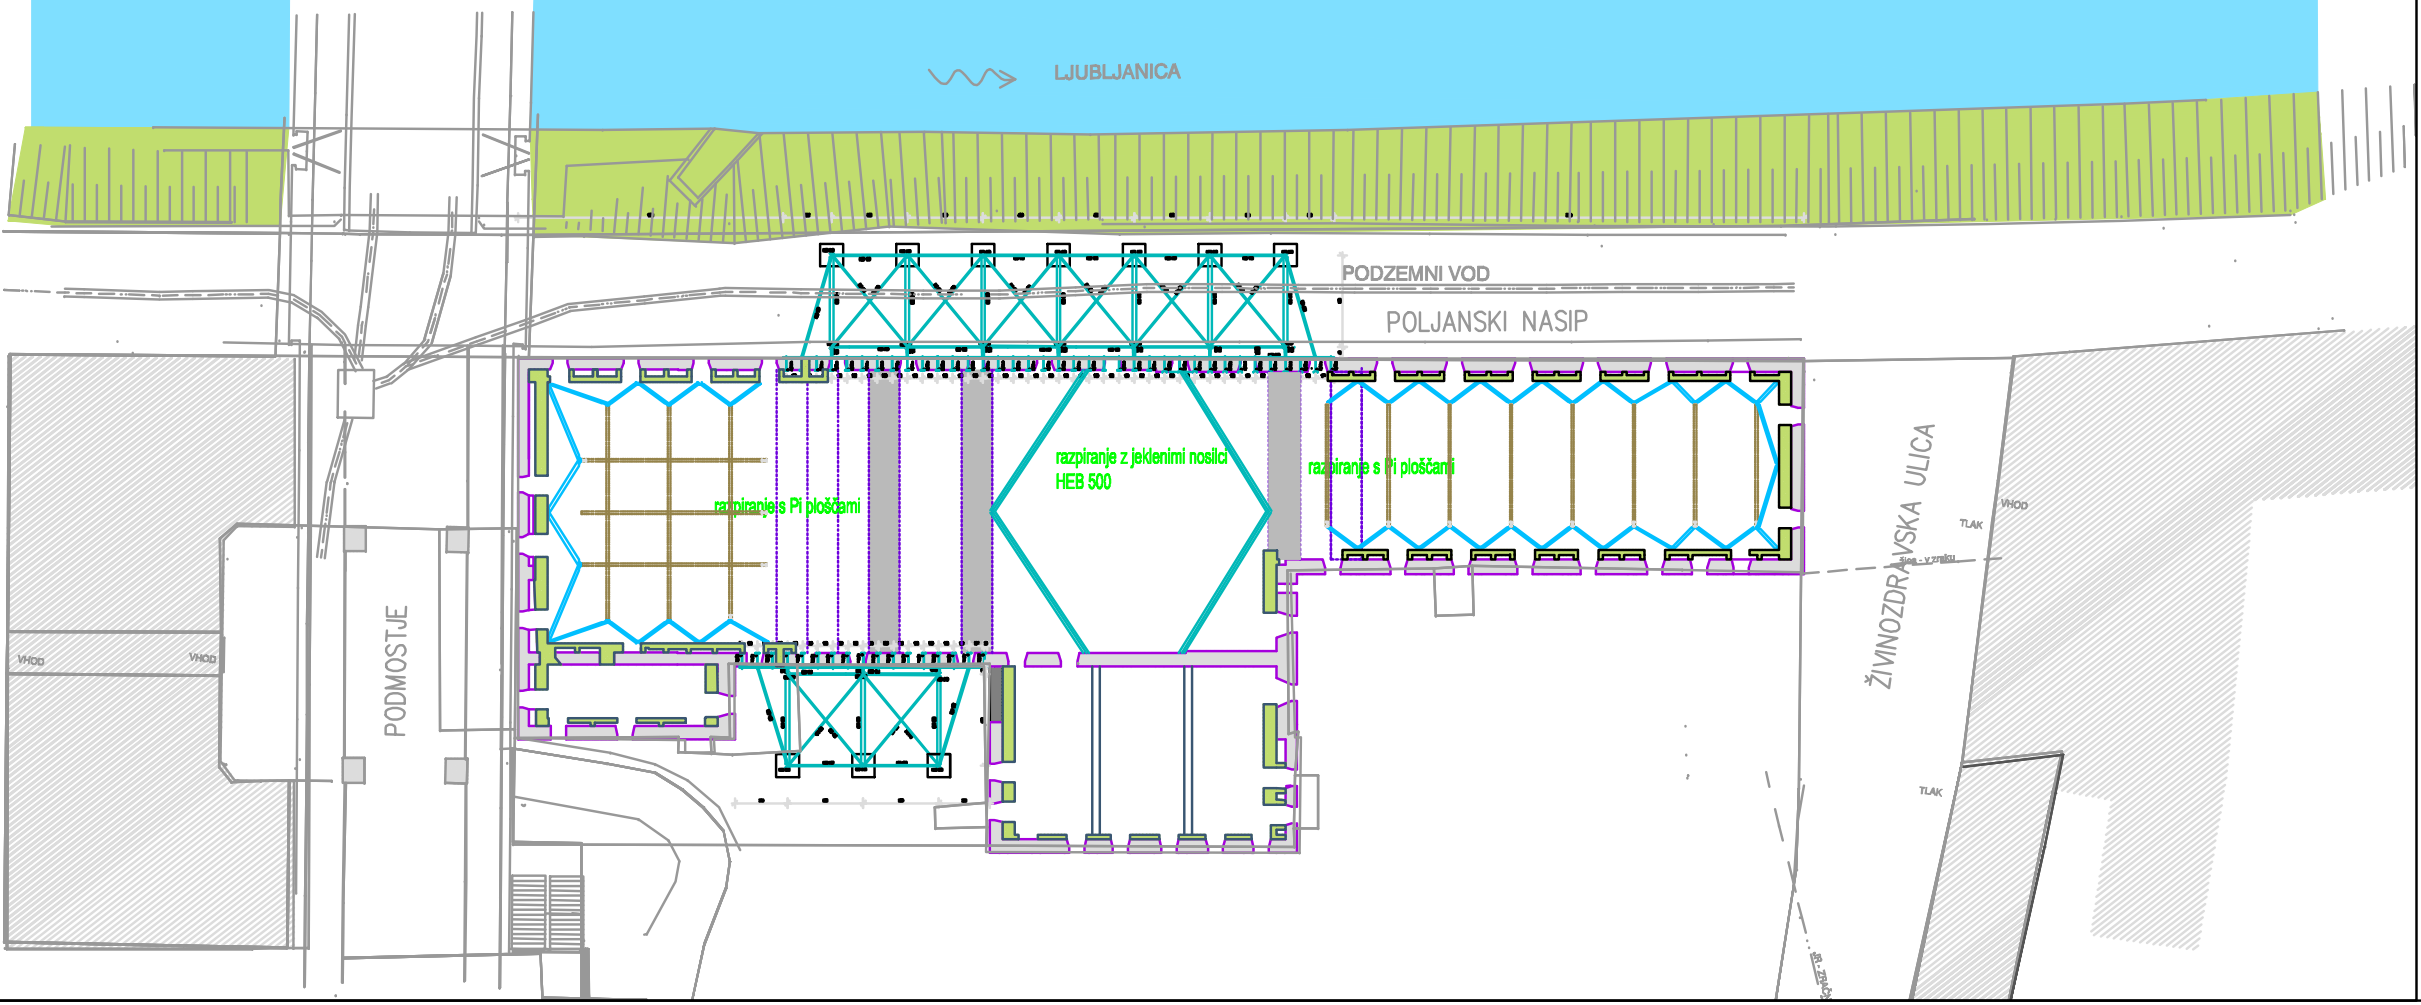 LJUBLJANICA
PODZEMNI VOD
POLJANSKI NASIP
razpiranje z jeklenimi nosilci
HEB 500
razpiranje s Pi ploščami
razpiranje s Pi ploščami
ŽIVINOZDRAVSKA ULICA
VHOD
TLAK
PODMOSTJE
VHOD
VHOD
TLAK